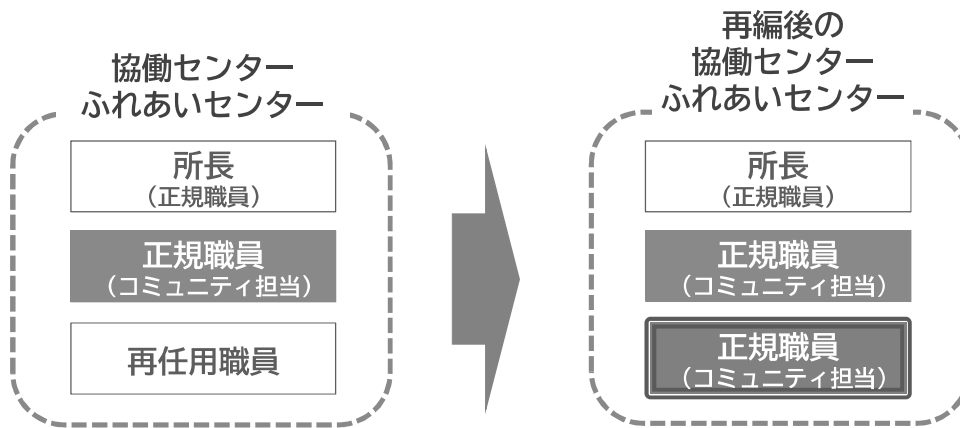 協働センター
ふれあいセンター
所長
（正規職員）
正規職員
（コミュニティ担当）
再任用職員
再編後の
協働センター
ふれあいセンター
所長
（正規職員）
正規職員
（コミュニティ担当）
正規職員
（コミュニティ担当）